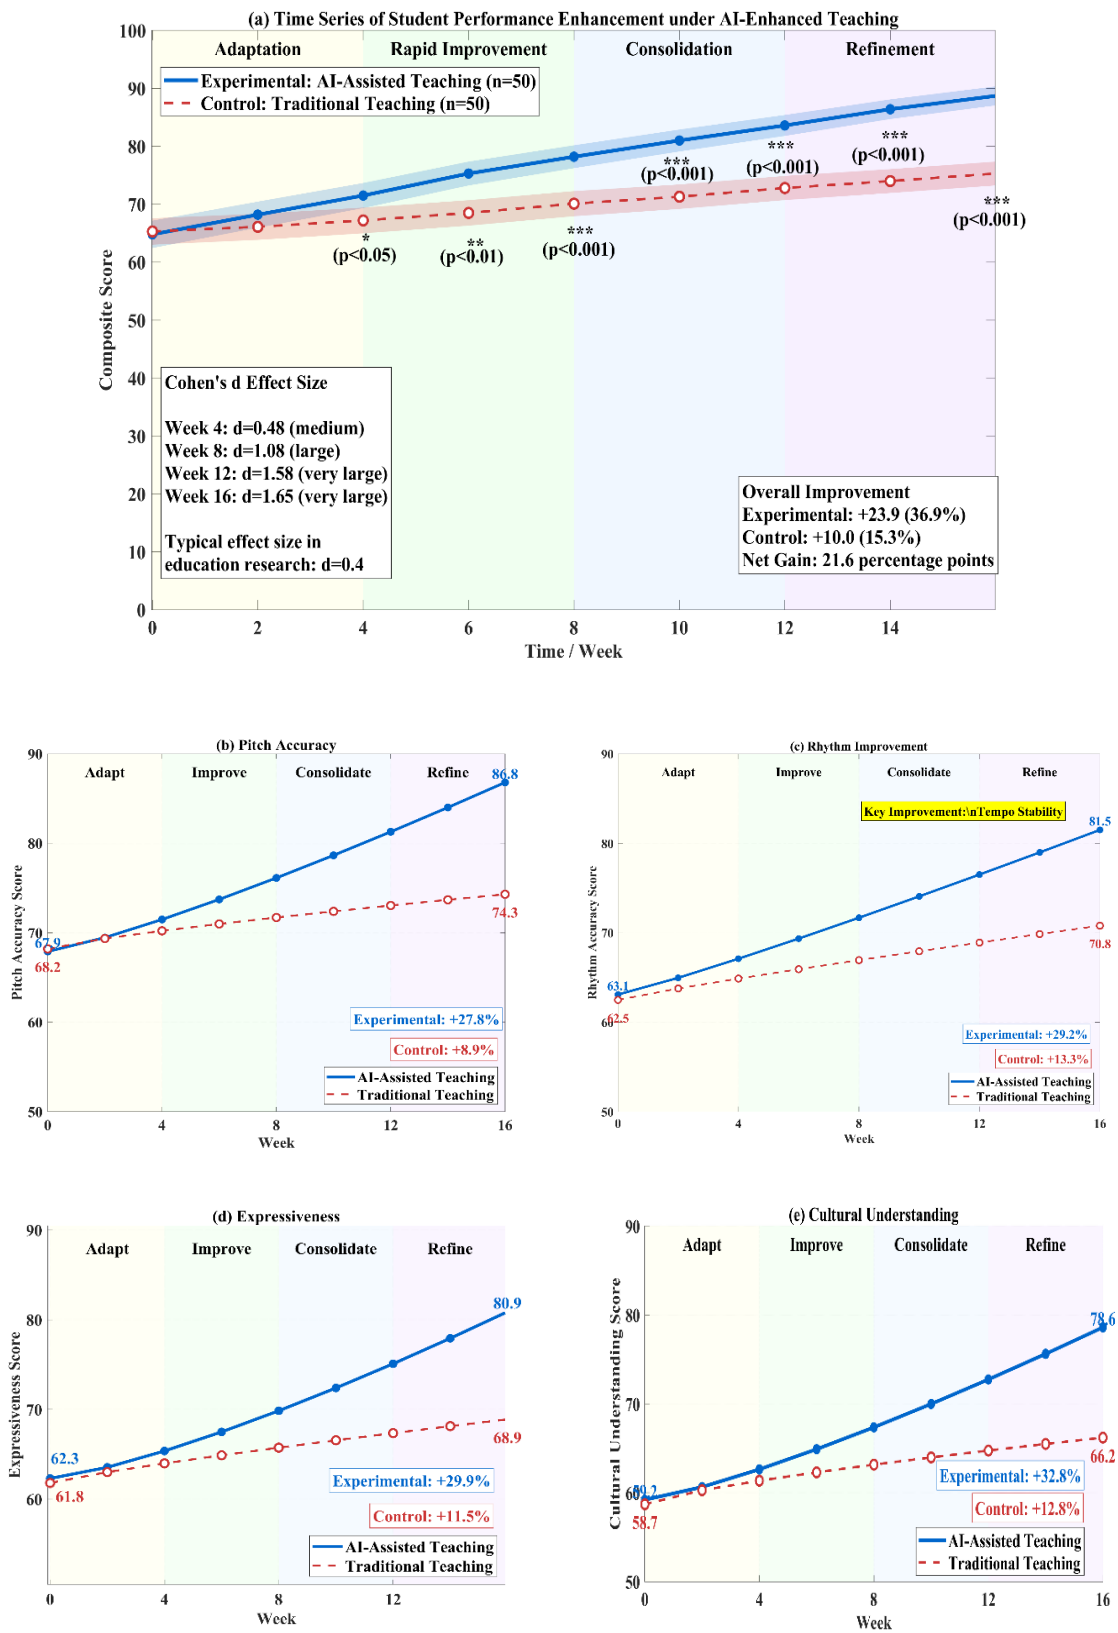 (a) Time Series of Student Performance Enhancement under AI-Enhanced Teaching
Adaptation
Rapid Improvement
Consolidation
Refinement
Experimental: AI-Assisted Teaching (n=50)
Control: Traditional Teaching (n=50)
100
90
80
70
60
50
40
30
20
10
0
Composite Score
*
(p<0.05)
**
(p<0.01)
***
(p<0.001)
***
(p<0.001)
***
(p<0.001)
***
(p<0.001)
***
(p<0.001)
Cohen's d Effect Size
Week 4: d=0.48 (medium)
Week 8: d=1.08 (large)
Week 12: d=1.58 (very large)
Week 16: d=1.65 (very large)
Typical effect size in
education research: d=0.4
Overall Improvement
Experimental: +23.9 (36.9%)
Control: +10.0 (15.3%)
Net Gain: 21.6 percentage points
0 2 4 6 8 10 12 14
Time / Week
(b) Pitch Accuracy
Adapt
Improve
Consolidate
Refine
90
80
70
60
50
Pitch Accuracy Score
67.9
68.2
86.8
74.3
Experimental: +27.8%
Control: +8.9%
AI-Assisted Teaching
Traditional Teaching
0 4 8 12 16
Week
(c) Rhythm Improvement
Adapt
Improve
Consolidate
Refine
Key Improvement:\nTempo Stability
90
80
70
60
50
Rhythm Accuracy Score
63.1
62.5
81.5
70.8
Experimental: +29.2%
Control: +13.3%
AI-Assisted Teaching
Traditional Teaching
0 4 8 12 16
Week
(d) Expressiveness
Adapt
Improve
Consolidate
Refine
90
80
70
60
Expressiveness Score
62.3
61.8
80.9
68.9
Experimental: +29.9%
Control: +11.5%
AI-Assisted Teaching
Traditional Teaching
0 4 8 12
Week
(e) Cultural Understanding
Adapt
Improve
Consolidate
Refine
90
80
70
60
50
Cultural Understanding Score
59.2
58.7
78.6
66.2
Experimental: +32.8%
Control: +12.8%
AI-Assisted Teaching
Traditional Teaching
0 4 8 12 16
Week